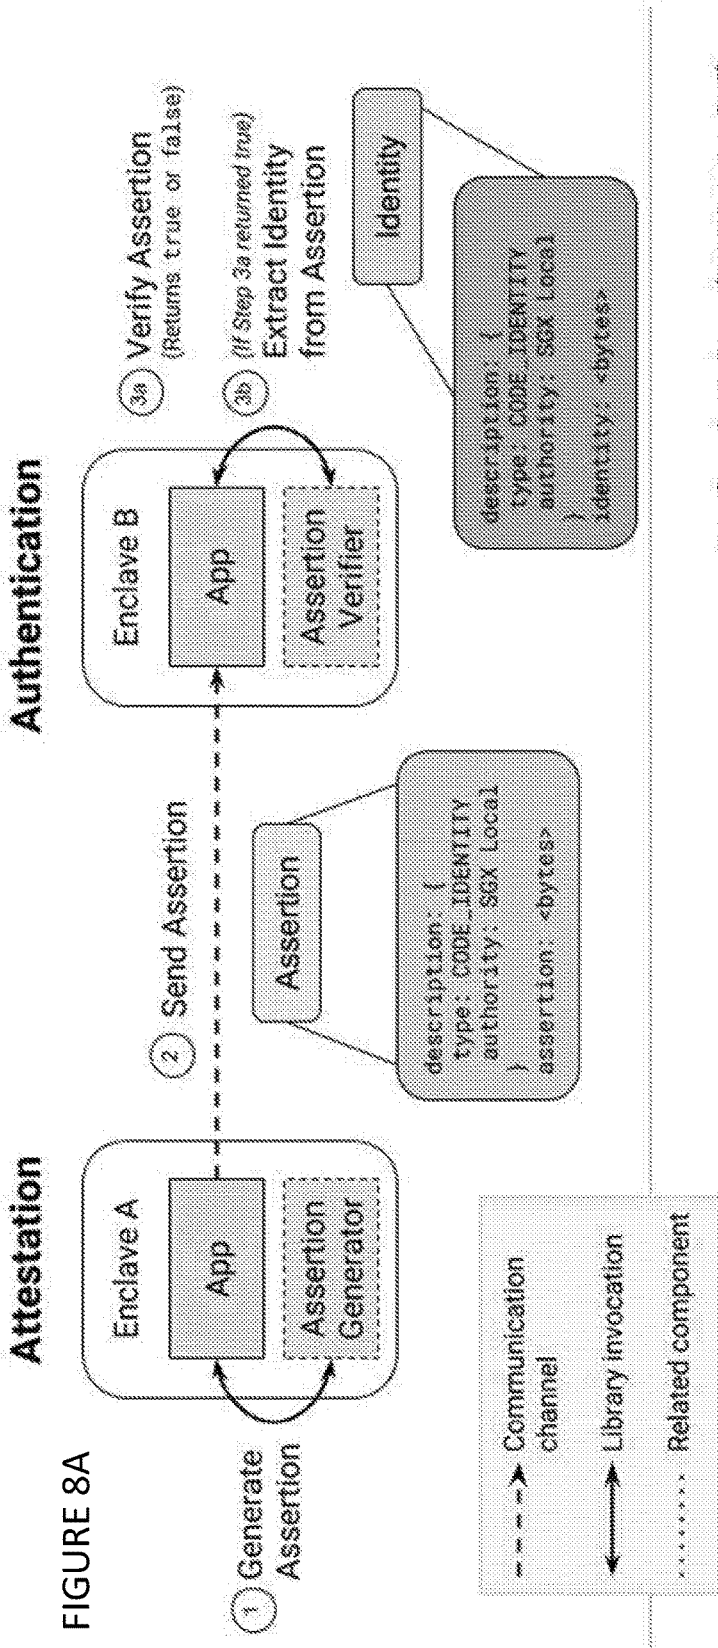 FIGURE 8A
Attestation
Authentication
1
Generate
Assertion
Enclave A
App
Assertion
Generator
2
Send Assertion
Assertion
description: {
type: CODE_IDENTITY
authority: SGX Local
}
assertion: <bytes>
Enclave B
App
Assertion
Verifier
3a
Verify Assertion
(Returns true or false)
3b
(If Step 3a returned true)
Extract Identity
from Assertion
Identity
description: {
type: CODE_IDENTITY
authority: SGX Local
}
identity: <bytes>
Communication
channel
Library invocation
Related component